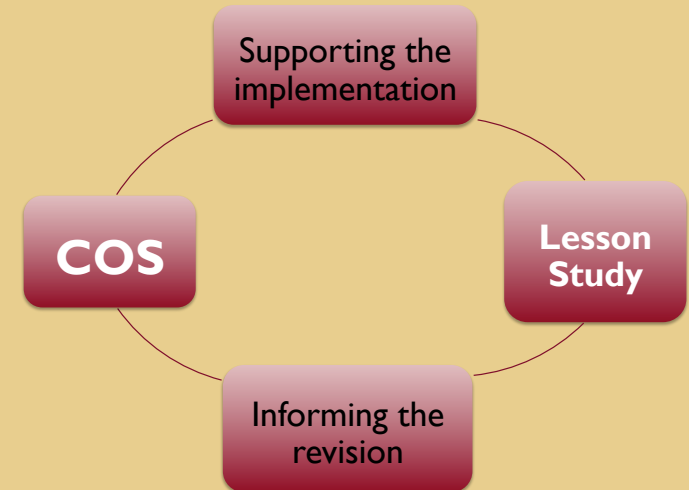 Supporting the
implementation
COS
Lesson
Study
Informing the
revision